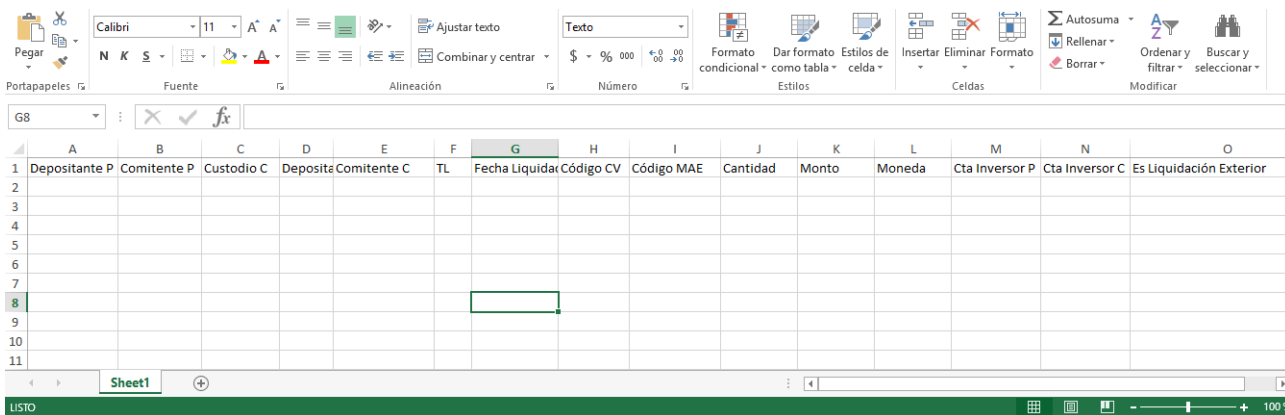 Calibri 11 A A Ajustar texto Texto Autosuma
Pegar N K S A Combinar y centrar $ % 000 Formato condicional Dar formato como tabla Estilos de celda Insertar Eliminar Formato Rellenar Borrar Ordenar y filtrar Buscar y seleccionar
Portapapeles Fuente Alineación Número Estilos Celdas Modificar
G8 fx
A B C D E F G H I J K L M N O
1 Depositante P Comitente P Custodio C Deposita Comitente C TL Fecha Liquidac Código CV Código MAE Cantidad Monto Moneda Cta Inversor P Cta Inversor C Es Liquidación Exterior
2
3
4
5
6
7
8
9
10
11
Sheet1
LISTO 100